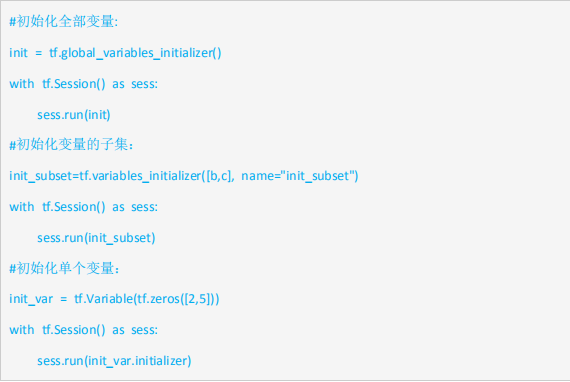 #初始化全部变量:
init = tf.global_variables_initializer()
with tf.Session() as sess:
sess.run(init)
#初始化变量的子集：
init_subset=tf.variables_initializer([b,c], name="init_subset")
with tf.Session() as sess:
sess.run(init_subset)
#初始化单个变量：
init_var = tf.Variable(tf.zeros([2,5]))
with tf.Session() as sess:
sess.run(init_var.initializer)